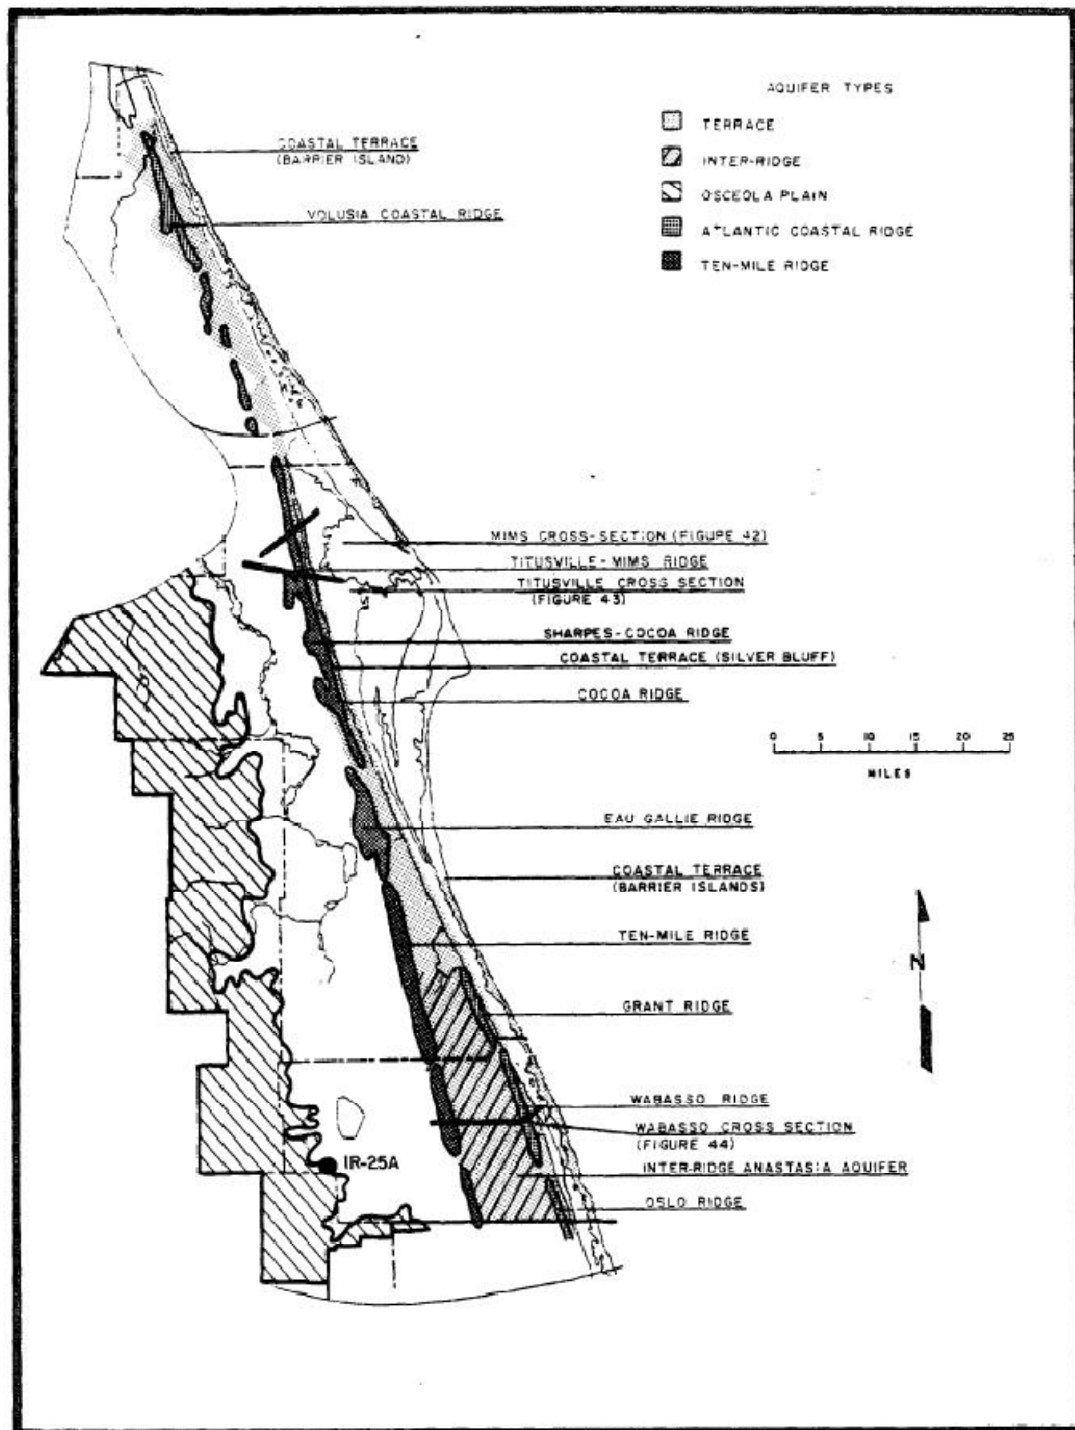 AQUIFER TYPES
TERRACE
INTER-RIDGE
OSCEOLA PLAIN
ATLANTIC COASTAL RIDGE
TEN-MILE RIDGE
COASTAL TERRACE
(BARRIER ISLAND)
VOLUSIA COASTAL RIDGE
MIMS CROSS-SECTION (FIGURE 42)
TITUSVILLE-MIMS RIDGE
TITUSVILLE CROSS SECTION
(FIGURE 43)
SHARPES-COCOA RIDGE
COASTAL TERRACE (SILVER BLUFF)
COCOA RIDGE
0 5 10 15 20 25
MILES
EAU GALLIE RIDGE
COASTAL TERRACE
(BARRIER ISLANDS)
TEN-MILE RIDGE
N
GRANT RIDGE
WABASSO RIDGE
WABASSO CROSS SECTION
(FIGURE 44)
IR-25A
INTER-RIDGE ANASTASIA AQUIFER
OSLO RIDGE